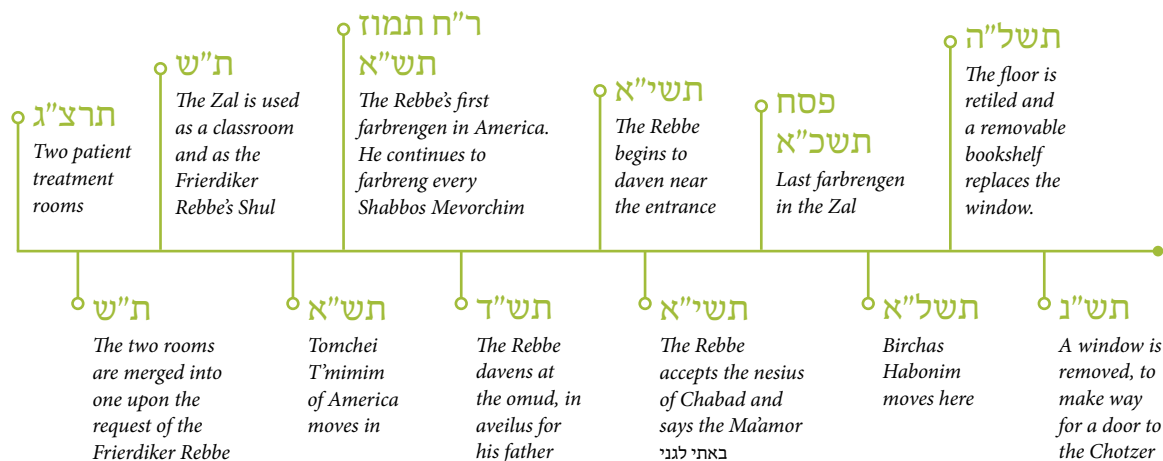 תרצ"ג
Two patient
treatment
rooms
ת"ש
The two rooms
are merged into
one upon the
request of the
Frierdiker Rebbe
ת"ש
The Zal is used
as a classroom
and as the
Frierdiker
Rebbe's Shul
תש"א
Tomchei
T'mimim
of America
moves in
ר"ח תמוז
תש"א
The Rebbe's first
farbrengen in America.
He continues to
farbreng every
Shabbos Mevorchim
תש"ד
The Rebbe
davens at
the omud, in
aveilus for
his father
תשי"א
The Rebbe
begins to
daven near
the entrance
תשי"א
The Rebbe
accepts the nesius
of Chabad and
says the Ma'amor
באתי לגני
פסח
תשכ"א
Last farbrengen
in the Zal
תשל"א
Birchas
Habonim
moves here
תשל"ה
The floor is
retiled and
a removable
bookshelf
replaces the
window.
תש"נ
A window is
removed, to
make way
for a door to
the Chotzer